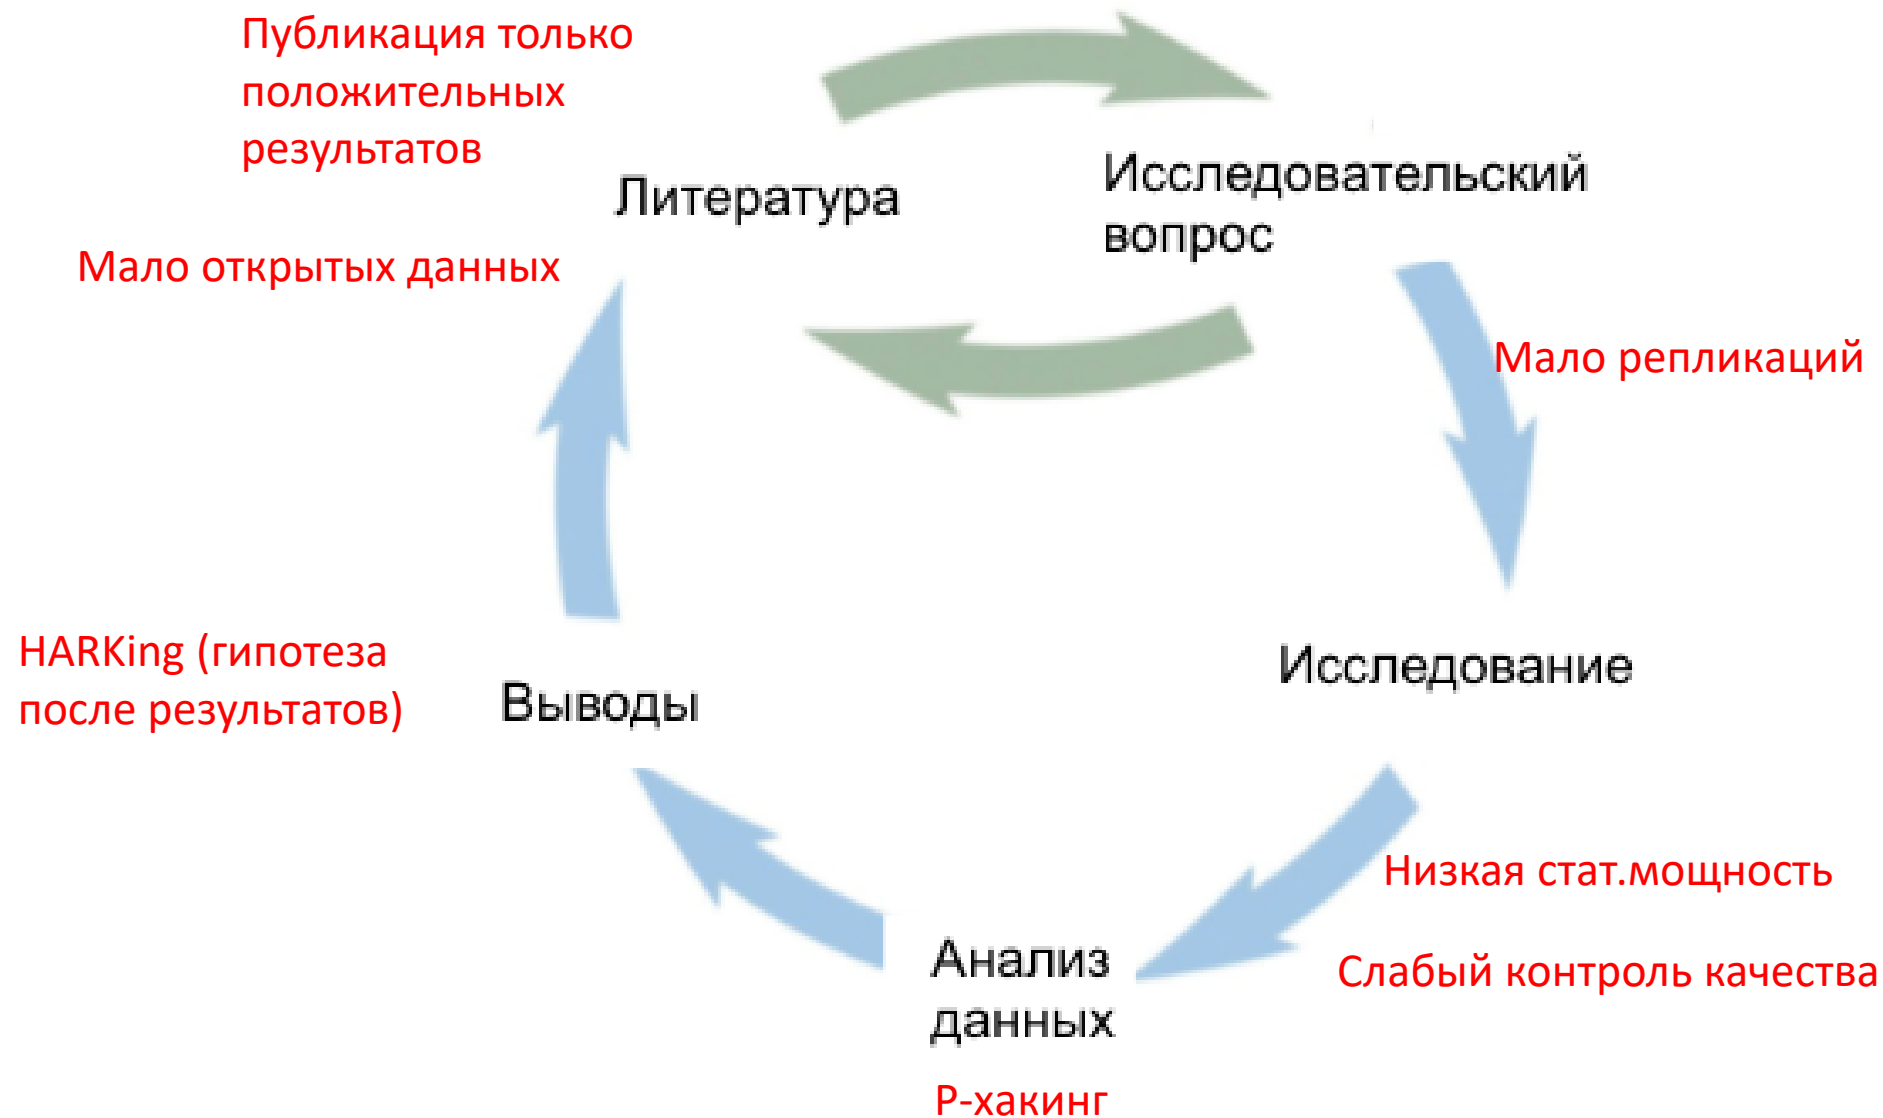 Публикация только
положительных
результатов
Литература
Исследовательский
вопрос
Мало открытых данных
Мало репликаций
HARKing (гипотеза
после результатов)
Выводы
Исследование
Низкая стат.мощность
Слабый контроль качества
Анализ
данных
P-хакинг